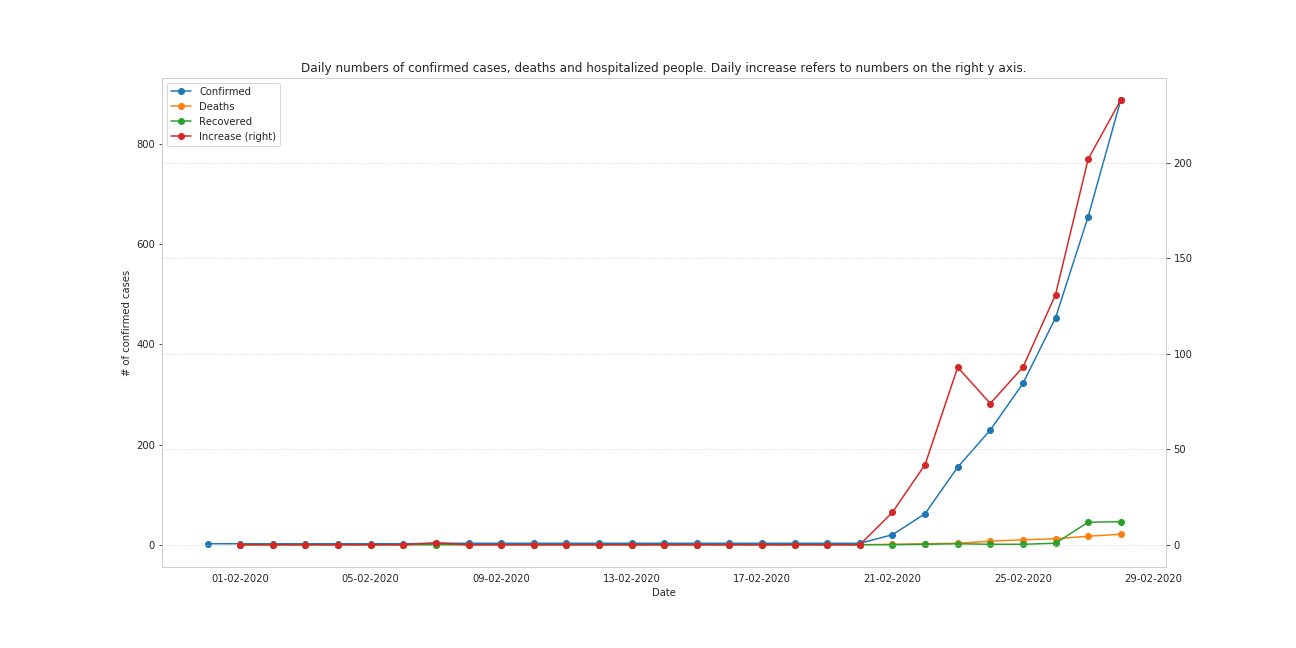 Daily numbers of confirmed cases, deaths and hospitalized people. Daily increase refers to numbers on the right y axis.
Confirmed
Deaths
Recovered
Increase (right)
800
600
400
200
0
# of confirmed cases
200
150
100
50
0
01-02-2020 05-02-2020 09-02-2020 13-02-2020 17-02-2020 21-02-2020 25-02-2020 29-02-2020
Date